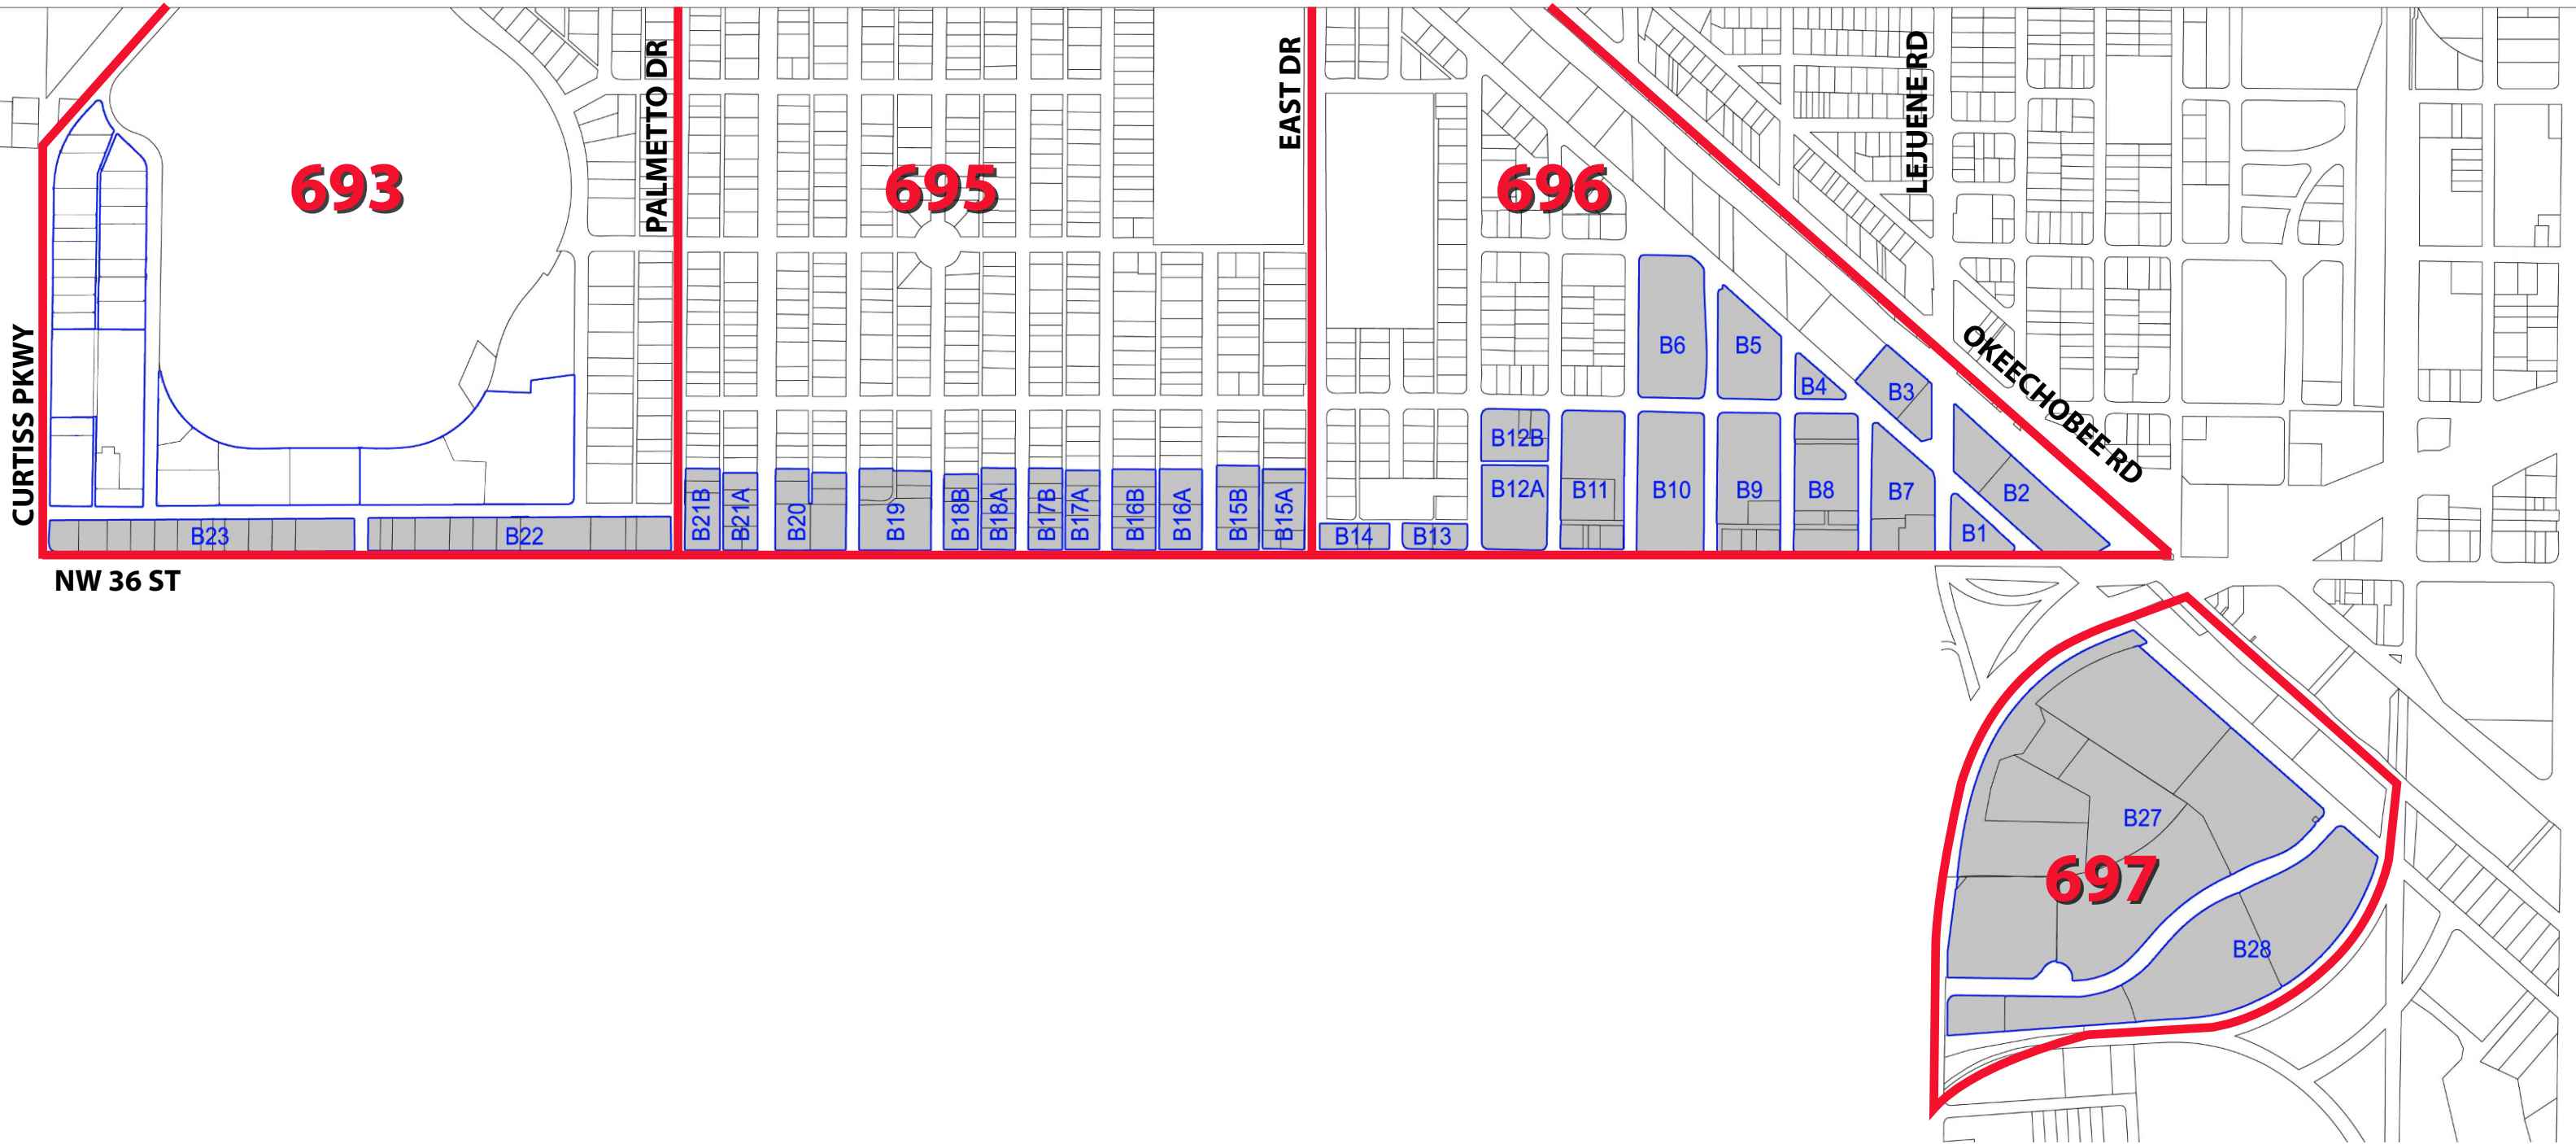 PALMETTO DR
EAST DR
LEJUENE RD
693
695
696
CURTISS PKWY
OKEECHOBEE RD
B6
B5
B4
B3
B12B
B12A
B11
B10
B9
B8
B7
B2
B1
B23
B22
B21B
B21A
B20
B19
B18B
B18A
B17B
B17A
B16B
B16A
B15B
B15A
B14
B13
NW 36 ST
B27
697
B28